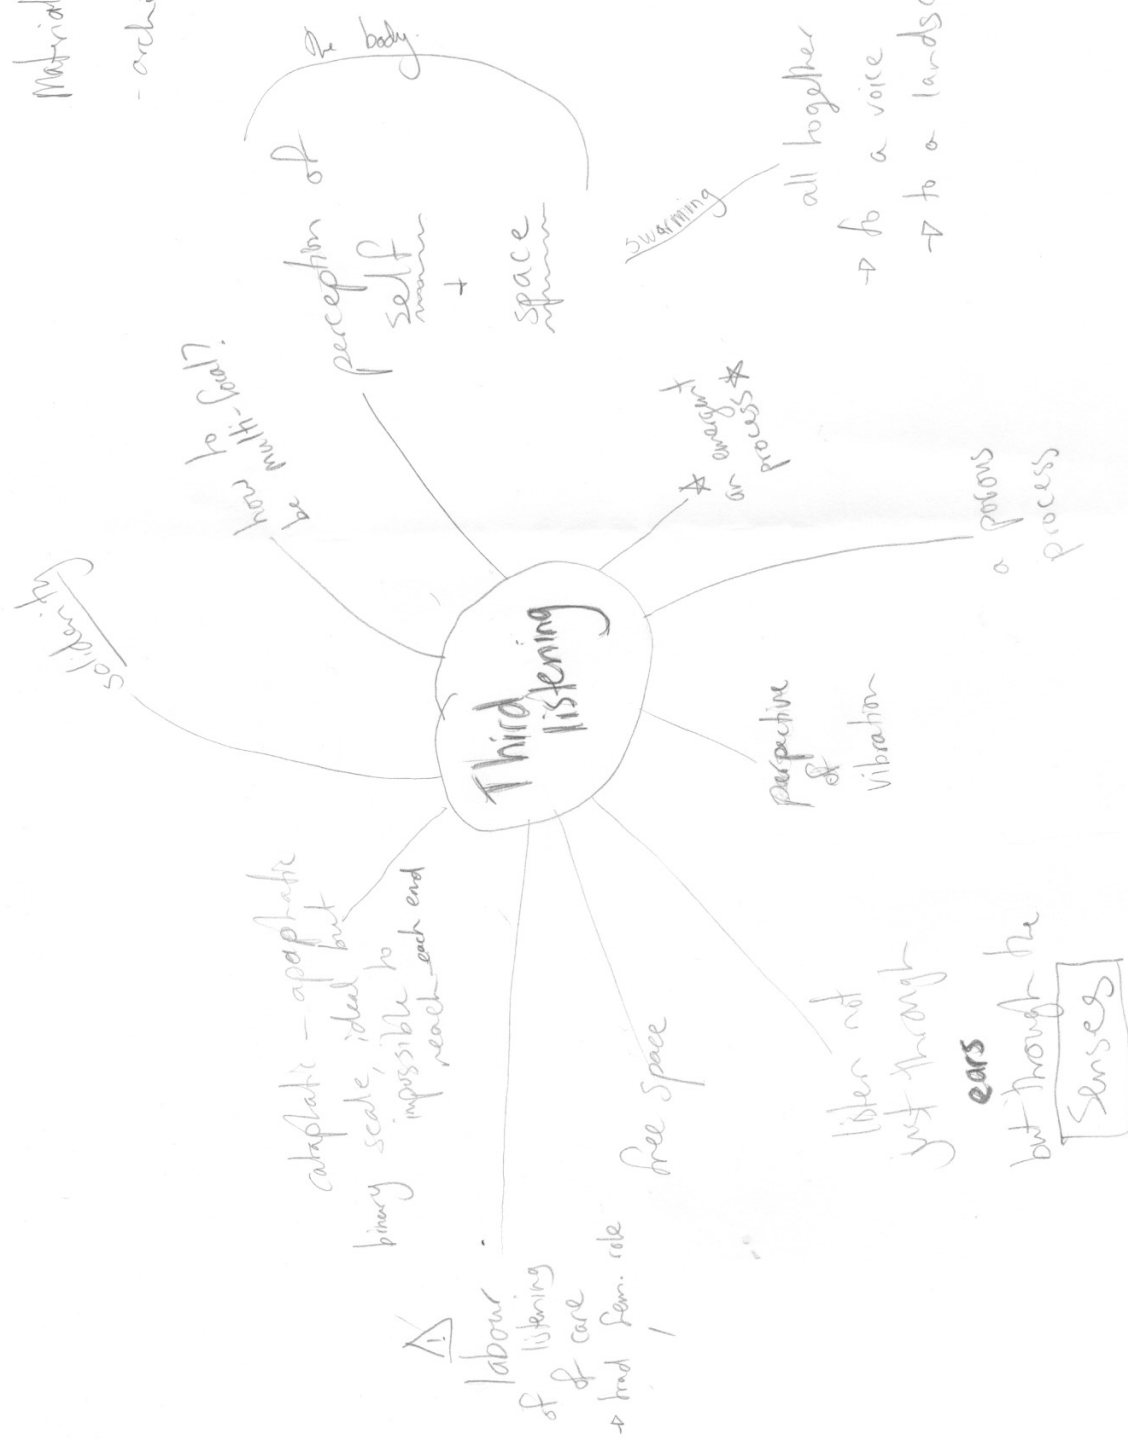 Material
- arch
The body.
perception of
self
+
space
swarming
all together
→ to a voice
→ to a landsc
how to
be multi-focal?
solidarity
☆ an emergent
process ☆
a porous
process
Third
listening
perpective
of
vibration
cataphatic – apophatic
binary scale, ideal but
impossible to
reach each end
free space
listen not
just through
ears
but through the
Senses
⚠
labour
of listening
of care
→ trad fem. role